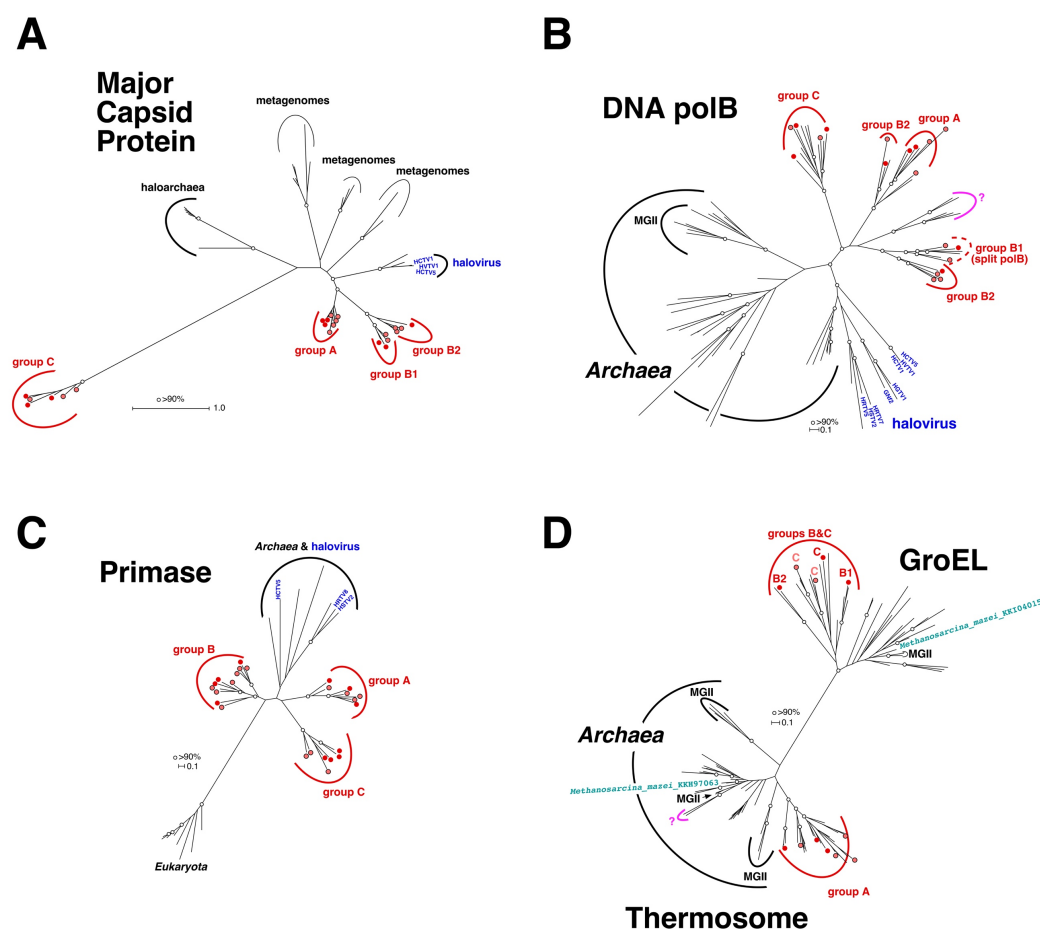 A
Major
Capsid
Protein
metagenomes
metagenomes
metagenomes
haloarchaea
HCTV1
HVTV1
HCTV5
halovirus
group A
group B2
group B1
group C
>90%
1.0
B
DNA polB
group C
group B2
group A
?
MGII
group B1
(split polB)
group B2
Archaea
HCTV5
HVTV1
HCTV1
HGTV1
GNf2
HRTV7
HSTV2
HRTV5
halovirus
>90%
0.1
C
Primase
Archaea & halovirus
HCTV5
HRTV8
HSTV2
group B
group A
group C
>90%
0.1
Eukaryota
D
groups B&C
C
C
C
B2
B1
GroEL
Methanosarcina_mazei_KKI04015
MGII
MGII
>90%
0.1
Archaea
Methanosarcina_mazei_KKH97063
MGII
?
MGII
group A
Thermosome